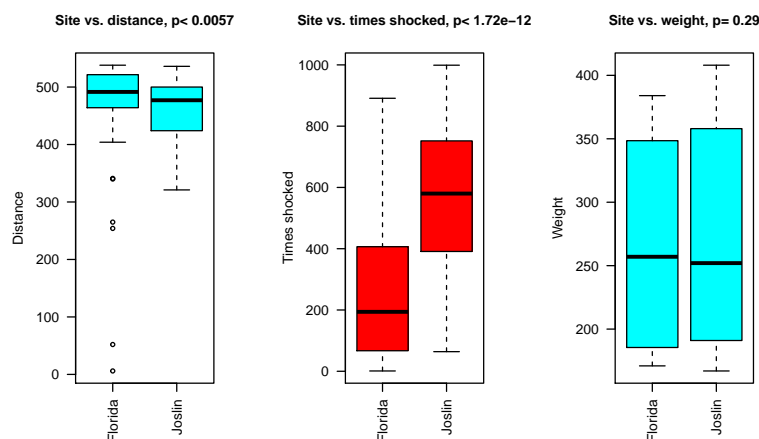 Site vs. distance, p< 0.0057
Distance
0
100
200
300
400
500
Florida
Joslin
Site vs. times shocked, p< 1.72e−12
Times shocked
0
200
400
600
800
1000
Florida
Joslin
Site vs. weight, p= 0.29
Weight
200
250
300
350
400
Florida
Joslin